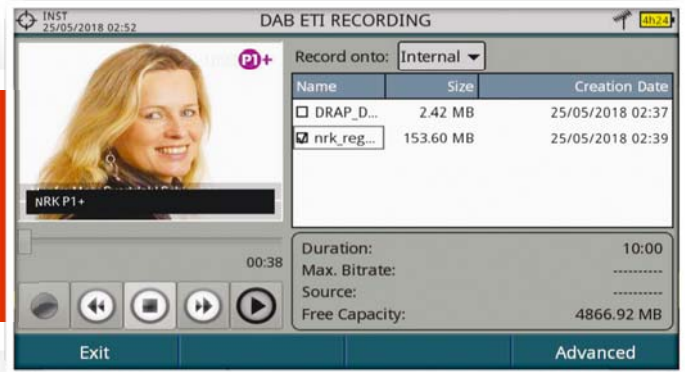 INST
25/05/2018 02:52
DAB ETI RECORDING
4h24
P1+
NRK P1+
00:38
Record onto: Internal
Name Size Creation Date
DRAP_D... 2.42 MB 25/05/2018 02:37
nrk_reg... 153.60 MB 25/05/2018 02:39
Duration: 10:00
Max. Bitrate: ----------
Source: ----------
Free Capacity: 4866.92 MB
Exit Advanced